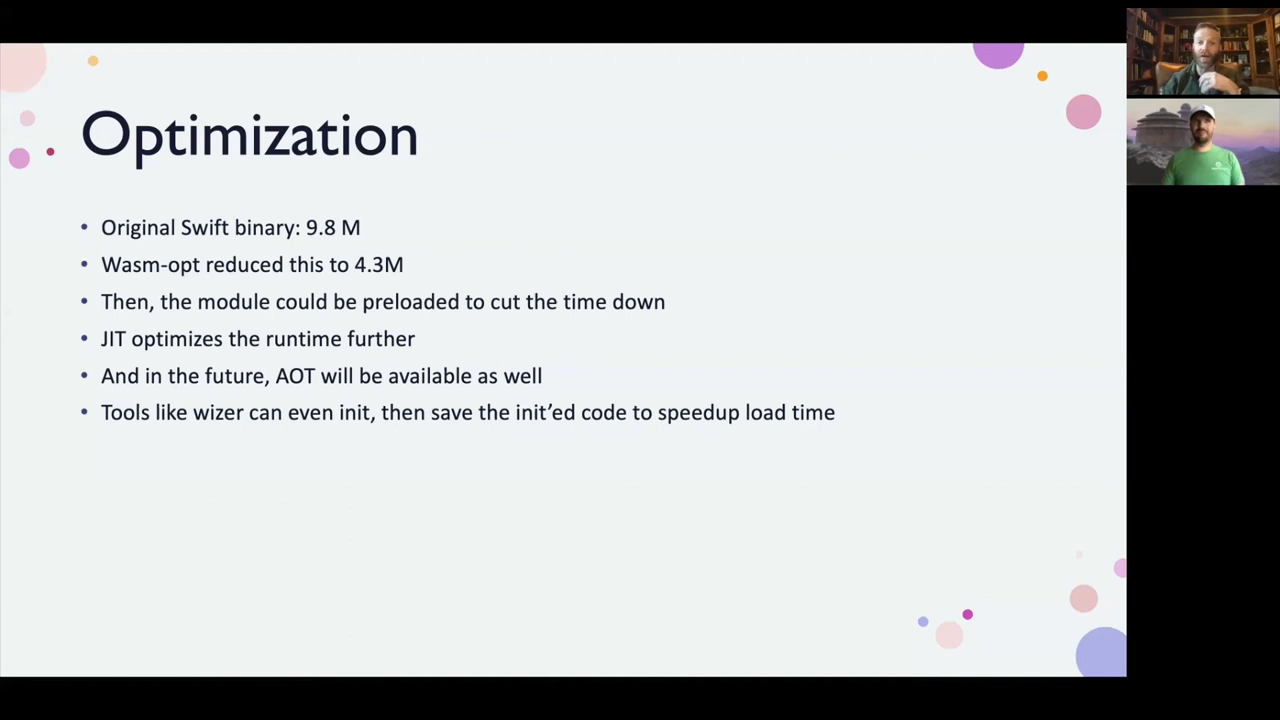 Optimization
• Original Swift binary: 9.8 M
• Wasm-opt reduced this to 4.3M
• Then, the module could be preloaded to cut the time down
• JIT optimizes the runtime further
• And in the future, AOT will be available as well
• Tools like wizer can even init, then save the init’ed code to speedup load time